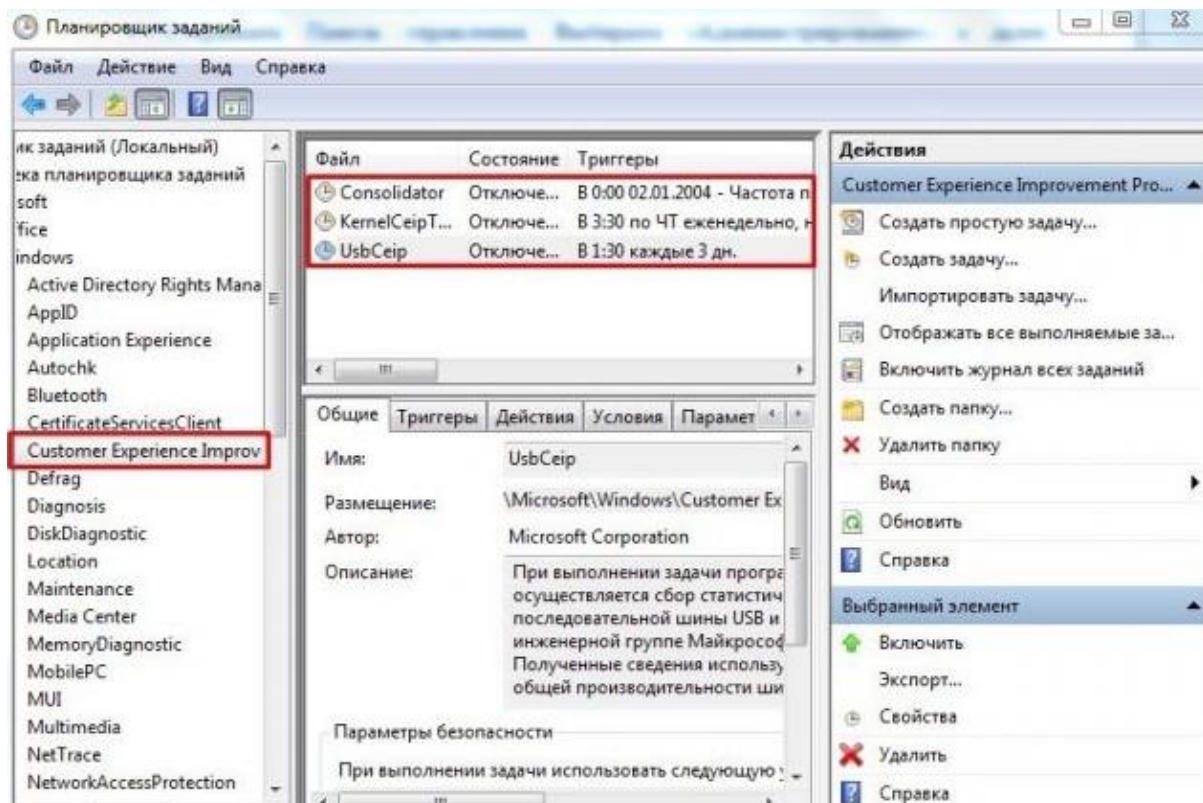 Планировщик заданий
Файл Действие Вид Справка
ик заданий (Локальный)
ека планировщика заданий
soft
fice
indows
Active Directory Rights Mana
AppID
Application Experience
Autochk
Bluetooth
CertificateServicesClient
Customer Experience Improv
Defrag
Diagnosis
DiskDiagnostic
Location
Maintenance
Media Center
MemoryDiagnostic
MobilePC
MUI
Multimedia
NetTrace
NetworkAccessProtection
Файл Состояние Триггеры
Consolidator Отключе... В 0:00 02.01.2004 - Частота п
KernelCeipT... Отключе... В 3:30 по ЧТ еженедельно, н
UsbCeip Отключе... В 1:30 каждые 3 дн.
Общие Триггеры Действия Условия Парамет
Имя: UsbCeip
Размещение: \Microsoft\Windows\Customer Ex
Автор: Microsoft Corporation
Описание: При выполнении задачи програ
осуществляется сбор статистич
последовательной шины USB и
инженерной группе Майкрософ
Полученные сведения использу
общей производительности ши
Параметры безопасности
При выполнении задачи использовать следующую у
Действия
Customer Experience Improvement Pro...
Создать простую задачу...
Создать задачу...
Импортировать задачу...
Отображать все выполняемые за...
Включить журнал всех заданий
Создать папку...
Удалить папку
Вид
Обновить
Справка
Выбранный элемент
Включить
Экспорт...
Свойства
Удалить
Справка